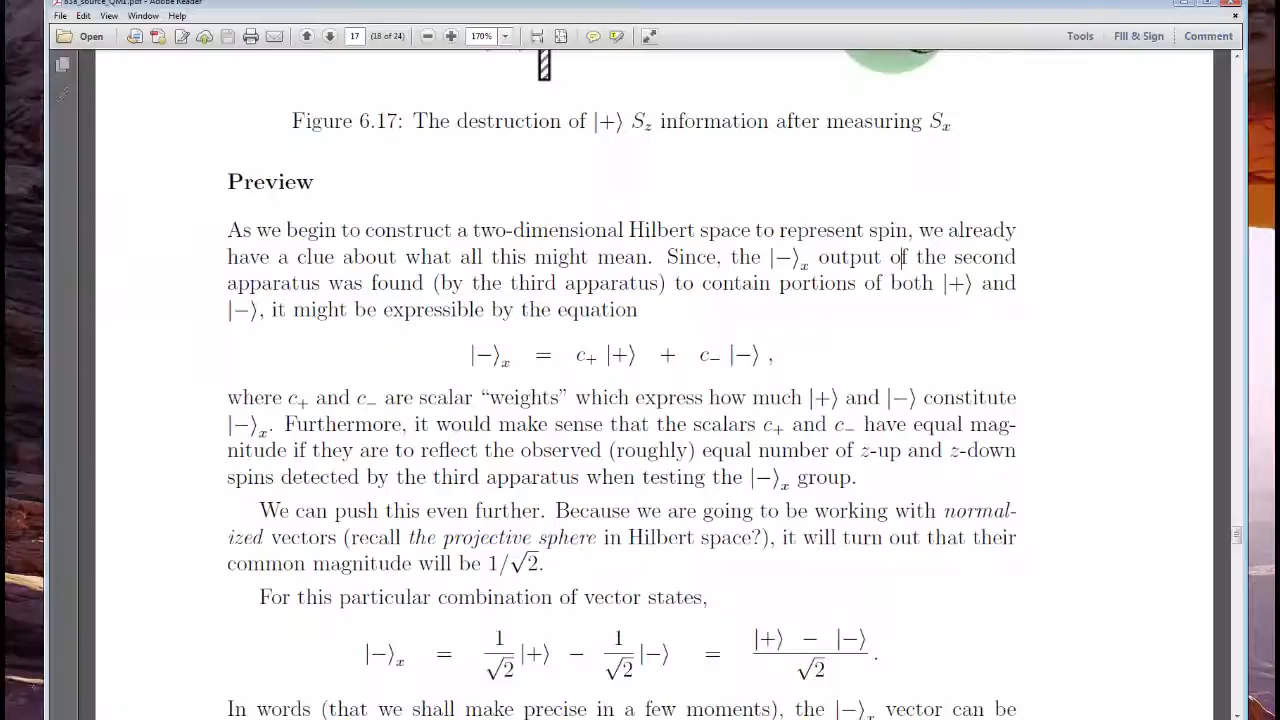 b3a_source_QM1.pdf - Adobe Reader
File Edit View Window Help
Open 17 (18 of 24) 170% Tools Fill & Sign Comment
Figure 6.17: The destruction of |+⟩ S_z information after measuring S_x
Preview
As we begin to construct a two-dimensional Hilbert space to represent spin, we already
have a clue about what all this might mean. Since, the |−⟩_x output of the second
apparatus was found (by the third apparatus) to contain portions of both |+⟩ and
|−⟩, it might be expressible by the equation
|−⟩_x = c_+ |+⟩ + c_− |−⟩ ,
where c_+ and c_− are scalar “weights” which express how much |+⟩ and |−⟩ constitute
|−⟩_x. Furthermore, it would make sense that the scalars c_+ and c_− have equal mag-
nitude if they are to reflect the observed (roughly) equal number of z-up and z-down
spins detected by the third apparatus when testing the |−⟩_x group.
We can push this even further. Because we are going to be working with normal-
ized vectors (recall the projective sphere in Hilbert space?), it will turn out that their
common magnitude will be 1/√2.
For this particular combination of vector states,
|−⟩_x = 1/√2 |+⟩ − 1/√2 |−⟩ = (|+⟩ − |−⟩)/√2 .
In words (that we shall make precise in a few moments), the |−⟩_x vector can be